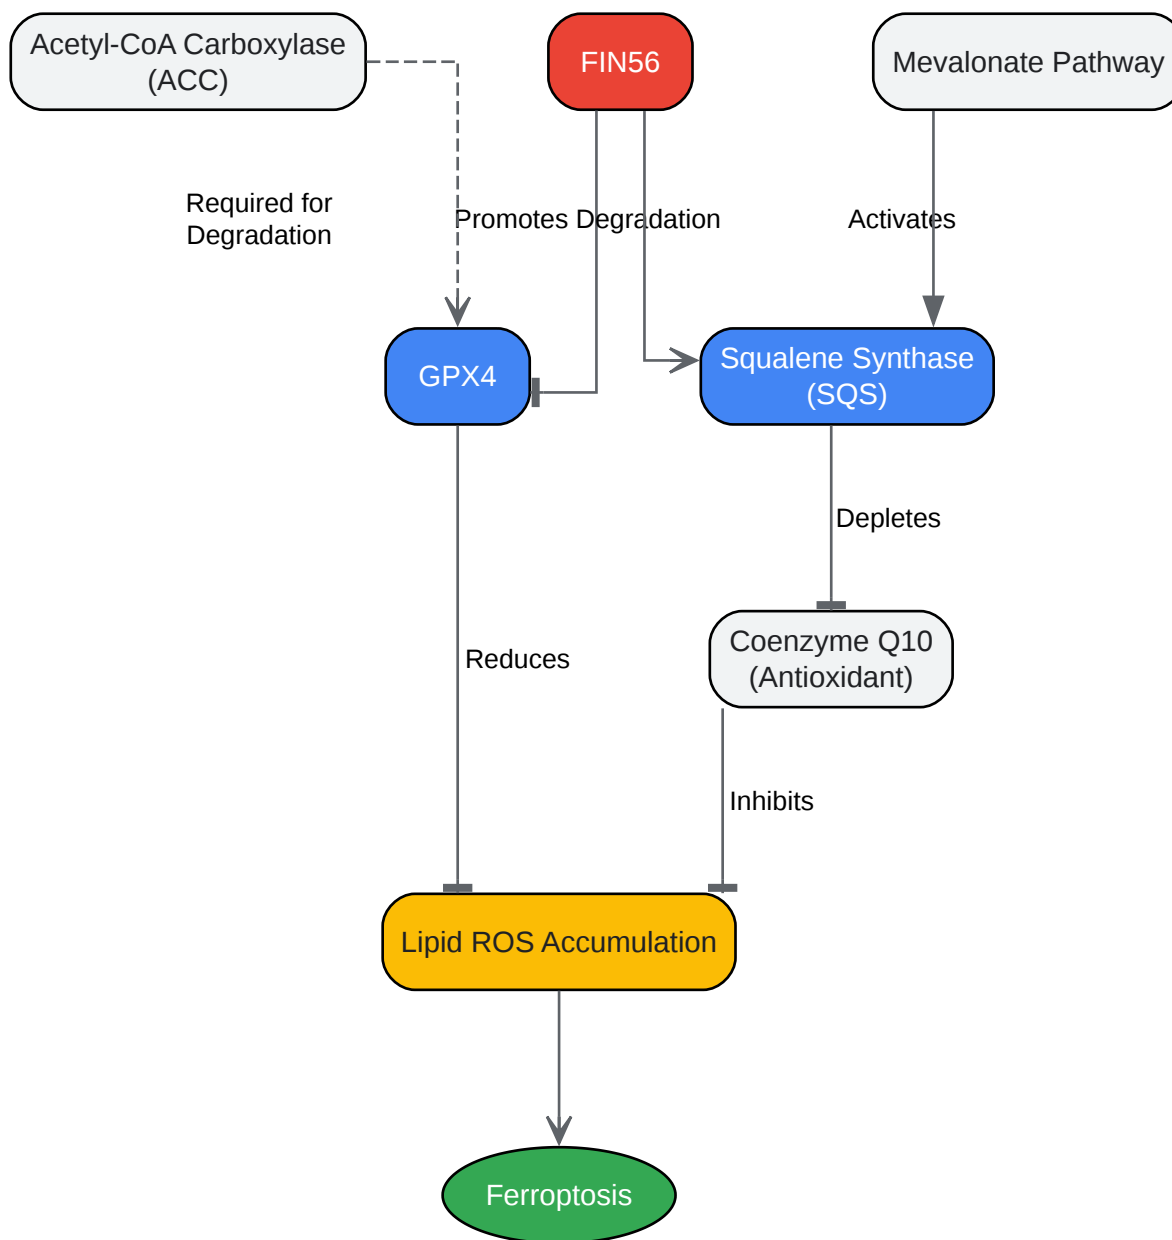 Acetyl-CoA Carboxylase
(ACC)
FIN56
Mevalonate Pathway
Required for
Degradation
Promotes Degradation
Activates
GPX4
Squalene Synthase
(SQS)
Depletes
Coenzyme Q10
(Antioxidant)
Reduces
Inhibits
Lipid ROS Accumulation
Ferroptosis